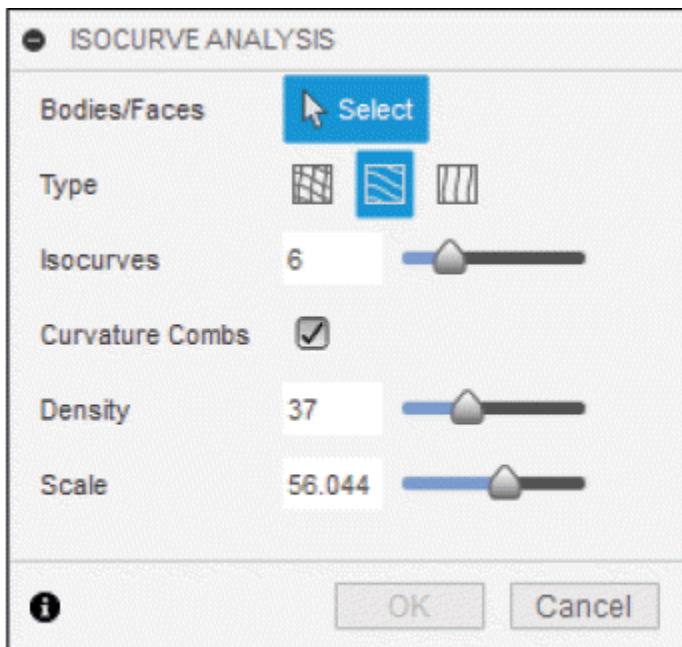 ISOCURVE ANALYSIS
Bodies/Faces Select
Type
Isocurves 6
Curvature Combs
Density 37
Scale 56.044
OK Cancel